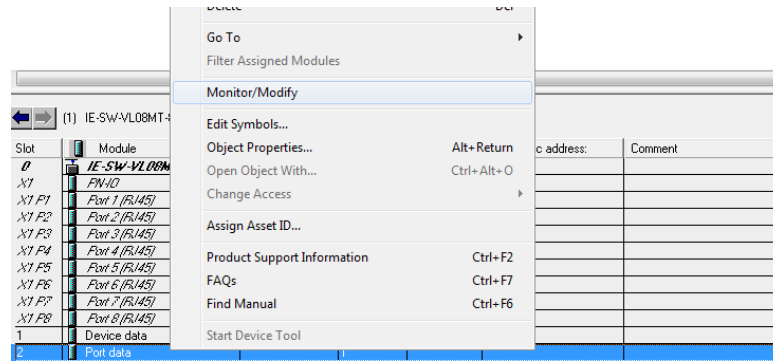 Delete Del
Go To
Filter Assigned Modules
Monitor/Modify
(1) IE-SW-VL08MT-
Edit Symbols...
Slot Module Object Properties... Alt+Return c address: Comment
0 IE-SW-VL08M Open Object With... Ctrl+Alt+O
X1 PN-IO
Change Access
X1 P1 Port 1 (RJ45)
X1 P2 Port 2 (RJ45)
Assign Asset ID...
X1 P3 Port 3 (RJ45)
X1 P4 Port 4 (RJ45)
Product Support Information Ctrl+F2
X1 P5 Port 5 (RJ45)
FAQs Ctrl+F7
X1 P6 Port 6 (RJ45)
X1 P7 Port 7 (RJ45)
Find Manual Ctrl+F6
X1 P8 Port 8 (RJ45)
1 Device data
Start Device Tool
2 Port data 1